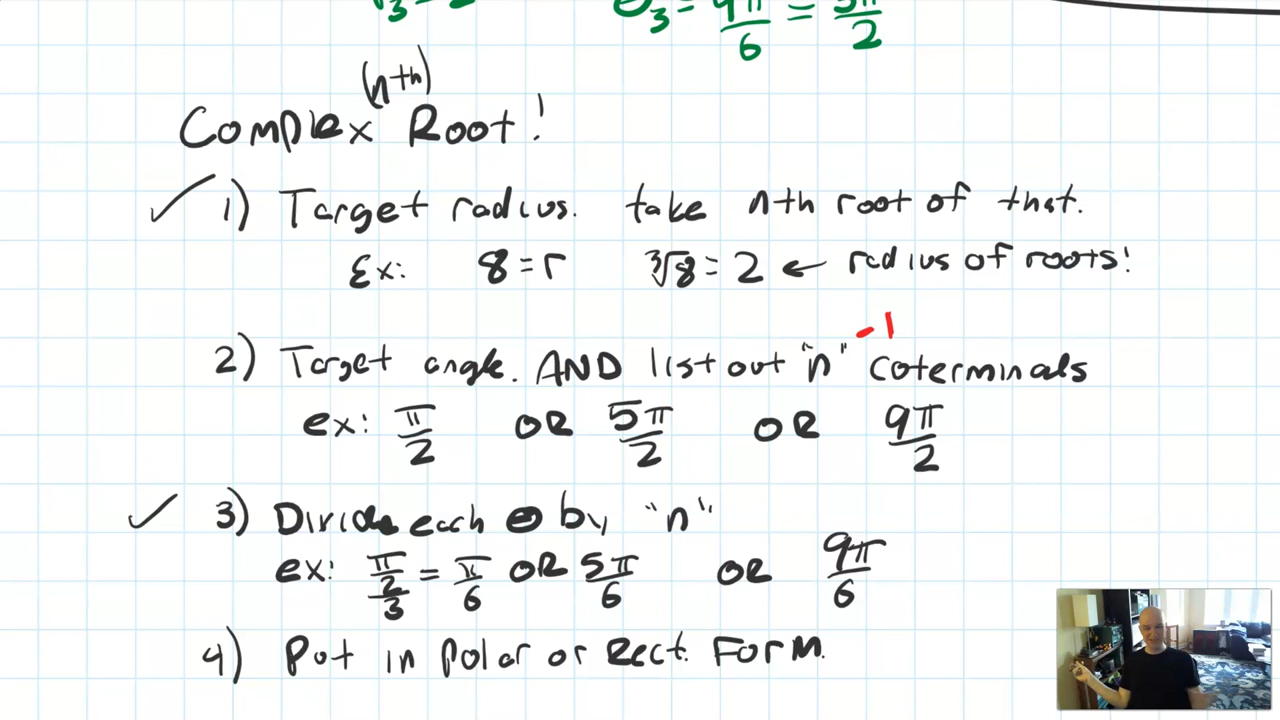 θ₃ = 9π/6 = 3π/2
(nth)
Complex Root!
1) Target radius. take nth root of that.
Ex: 8 = r ∛8 = 2 ← radius of roots!
2) Target angle. AND list out "n" -1 coterminals
ex: π/2 OR 5π/2 OR 9π/2
3) Divide each θ by "n"
ex: π/2/3 = π/6 OR 5π/6 OR 9π/6
4) Put in polar or Rect. Form.